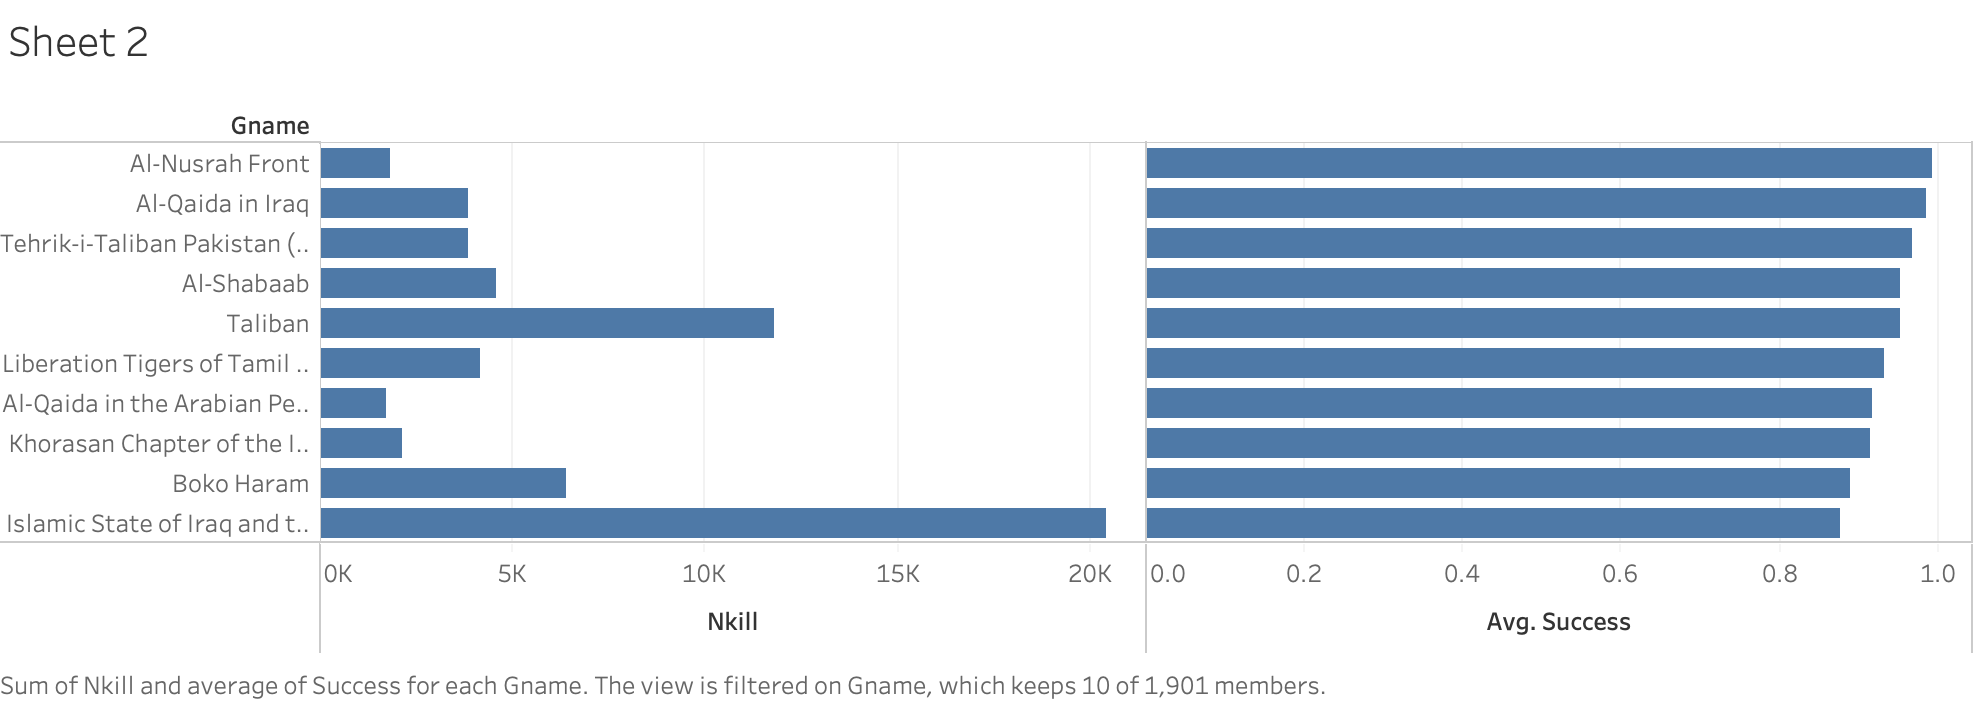 Sheet 2
Gname
Al-Nusrah Front
Al-Qaida in Iraq
Tehrik-i-Taliban Pakistan (..
Al-Shabaab
Taliban
Liberation Tigers of Tamil ..
Al-Qaida in the Arabian Pe..
Khorasan Chapter of the I..
Boko Haram
Islamic State of Iraq and t..
0K 5K 10K 15K 20K 0.0 0.2 0.4 0.6 0.8 1.0
Nkill Avg. Success
Sum of Nkill and average of Success for each Gname. The view is filtered on Gname, which keeps 10 of 1,901 members.